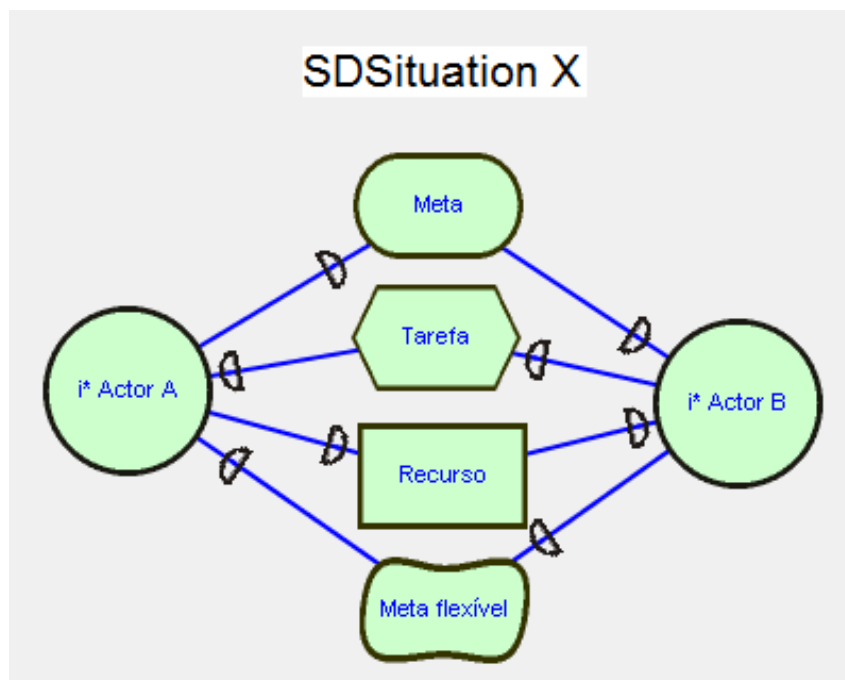 SDSituation X
Meta
Tarefa
i* Actor A
i* Actor B
Recurso
Meta flexível